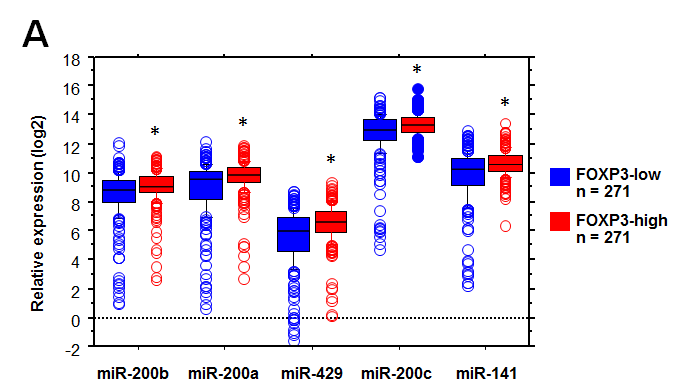 A
Relative expression (log2)
18
16
14
12
10
8
6
4
2
0
-2
*
*
*
*
*
miR-200b
miR-200a
miR-429
miR-200c
miR-141
FOXP3-low
n = 271
FOXP3-high
n = 271